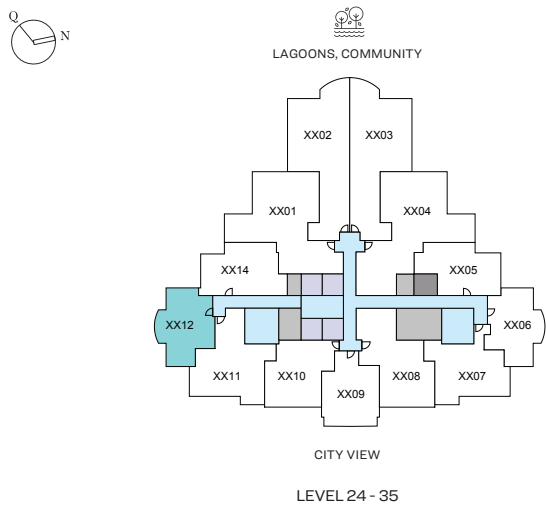 Q
N
LAGOONS, COMMUNITY
XX02 XX03
XX01 XX04
XX14 XX05
XX12 XX06
XX11 XX10 XX09 XX08 XX07
CITY VIEW
LEVEL 24 - 35